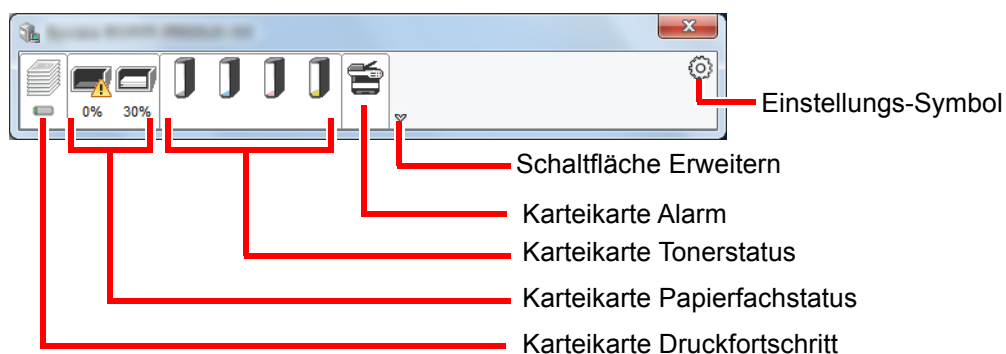 x
0% 30%
Einstellungs-Symbol
Schaltfläche Erweitern
Karteikarte Alarm
Karteikarte Tonerstatus
Karteikarte Papierfachstatus
Karteikarte Druckfortschritt